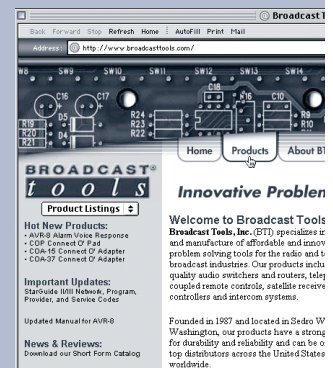 Broadcast T
Back Forward Stop Refresh Home AutoFill Print Mail
Address: http://www.broadcasttools.com/
W8 SW9 SW10 SW11 SW12 SW13 SW14
C18
C16 C17 F16 C10
R19 D5 R24 R9
R20 R23 R10
R21 D4 R22
Home Products About BT
BROADCAST®
tools
Product Listings
Innovative Problem
Hot New Products:
• AVR-8 Alarm Voice Response
• COP Connect O' Pad
• COA-15 Connect O' Adapter
• COA-37 Connect O' Adapter
Important Updates:
StarGuide II/III Network, Program,
Provider, and Service Codes
Updated Manual for AVR-8
News & Reviews:
Download our Short Form Catalog
Welcome to Broadcast Tools
Broadcast Tools, Inc. (BTI) specializes in
and manufacture of affordable and innov
problem solving tools for the radio and te
broadcast industries. Our products inclu
quality audio switchers and routers, telep
coupled remote controls, satellite receive
controllers and intercom systems.
Founded in 1987 and located in Sedro W
Washington, our products have a strong
for durability and reliability and can be o
top distributors across the United States
worldwide.